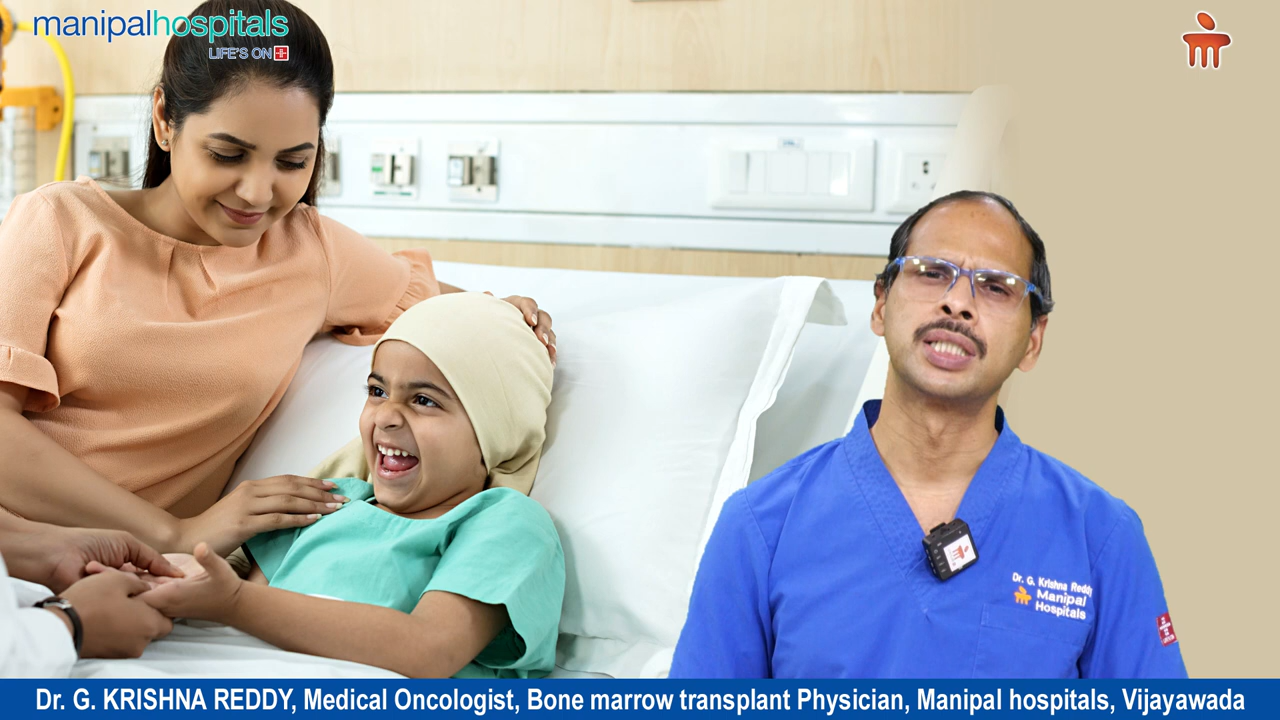 manipalhospitals
LIFE'S ON
Dr. G. Krishna Reddy
Manipal
Hospitals
Dr. G. KRISHNA REDDY, Medical Oncologist, Bone marrow transplant Physician, Manipal hospitals, Vijayawada